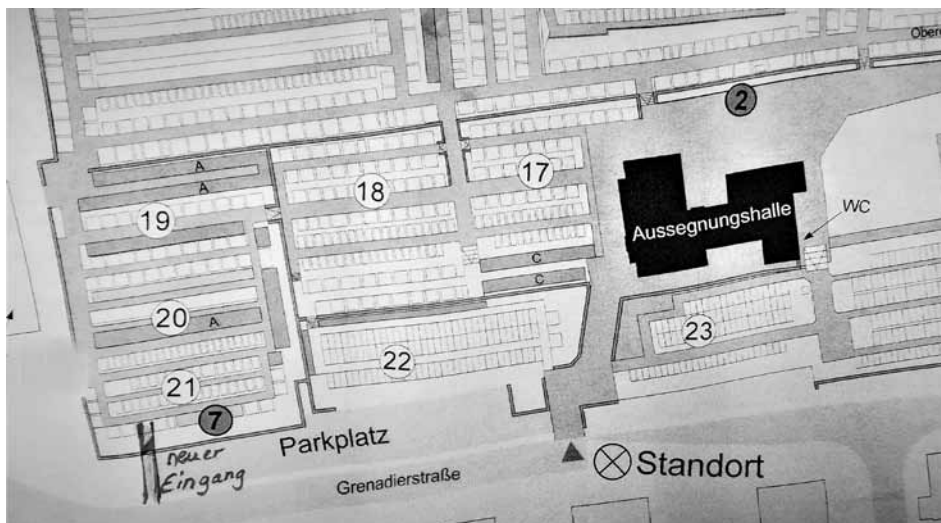 Ober
2
17
A
A
18
19
Aussegnungshalle
WC
C
C
20
A
23
22
21
7
Parkplatz
neuer
Eingang
Standort
Grenadierstraße